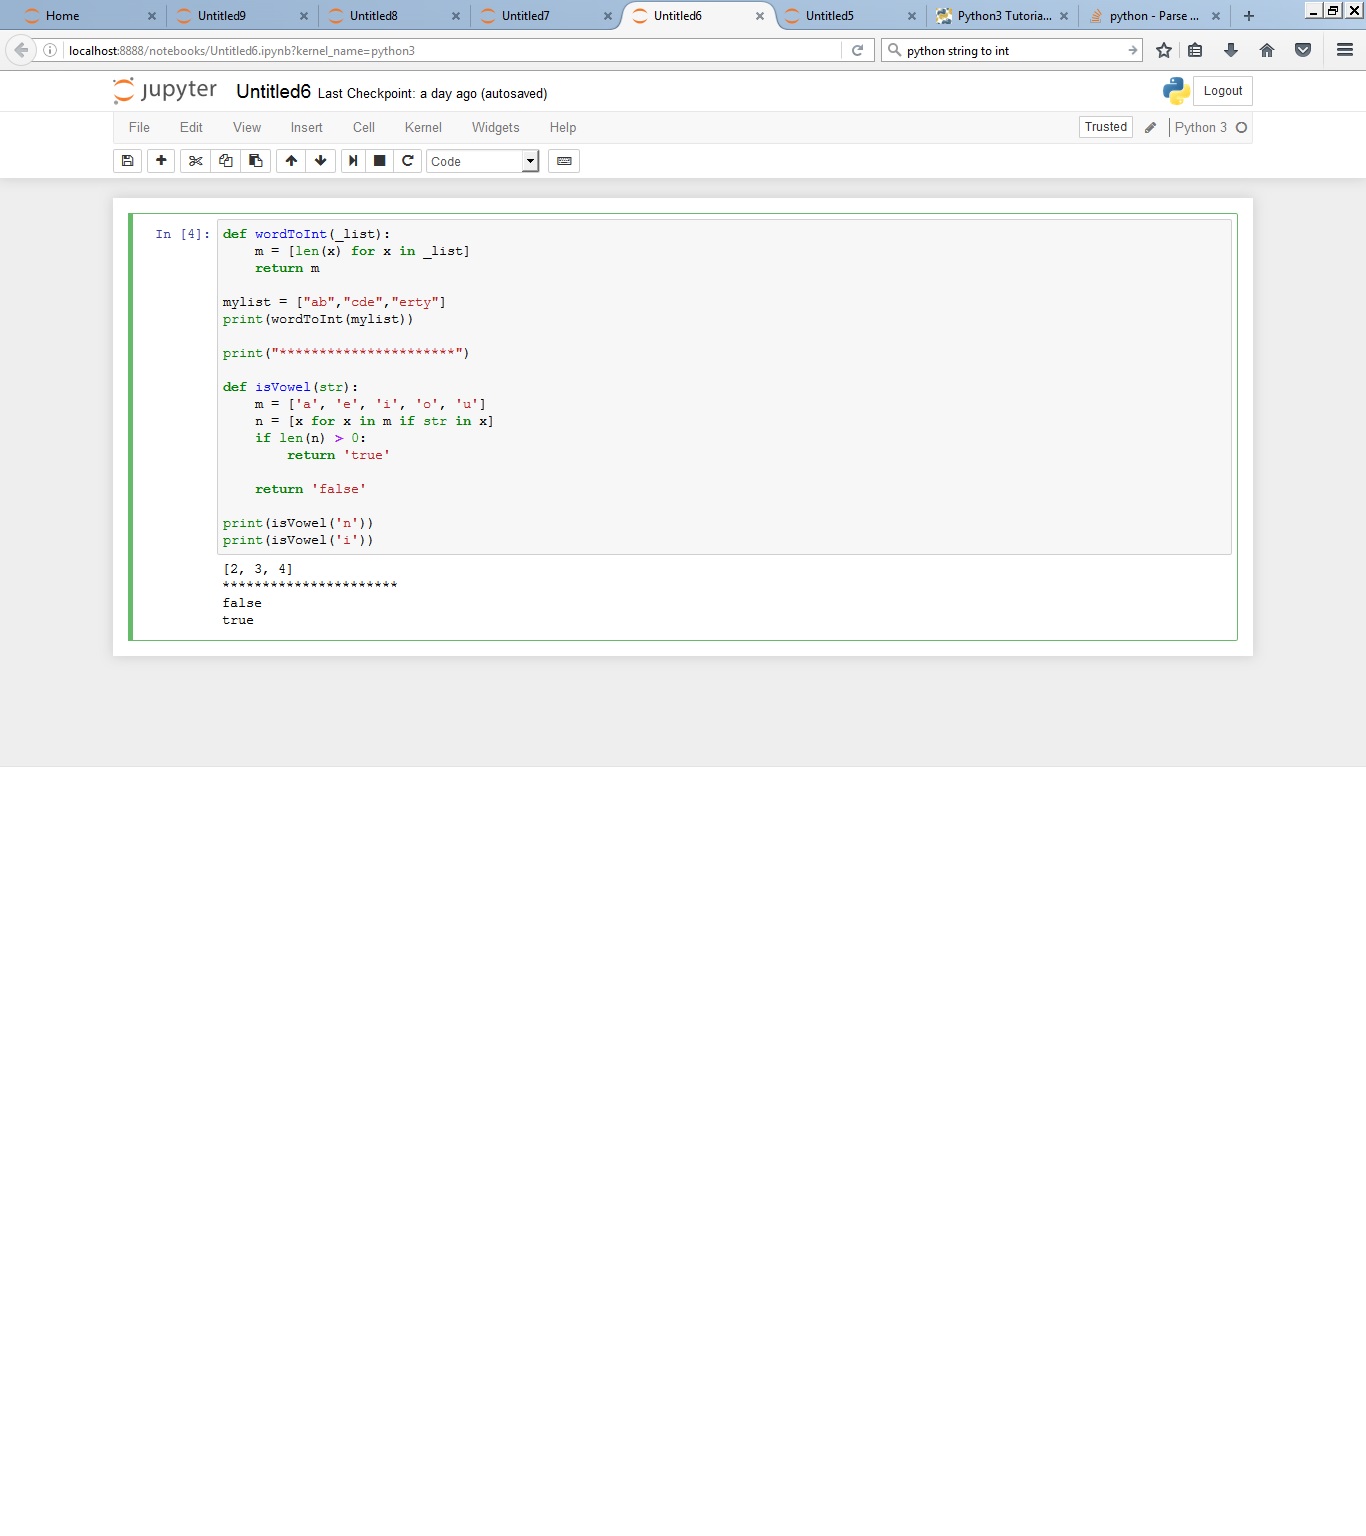 Home Untitled9 Untitled8 Untitled7 Untitled6 Untitled5 Python3 Tutoria... python - Parse ...
localhost:8888/notebooks/Untitled6.ipynb?kernel_name=python3 python string to int
jupyter Untitled6 Last Checkpoint: a day ago (autosaved) Logout
File Edit View Insert Cell Kernel Widgets Help Trusted Python 3
Code
In [4]: def wordToInt(_list):
    m = [len(x) for x in _list]
    return m
mylist = ["ab","cde","erty"]
print(wordToInt(mylist))
print("**********************")
def isVowel(str):
    m = ['a', 'e', 'i', 'o', 'u']
    n = [x for x in m if str in x]
    if len(n) > 0:
        return 'true'
    return 'false'
print(isVowel('n'))
print(isVowel('i'))
[2, 3, 4]
**********************
false
true